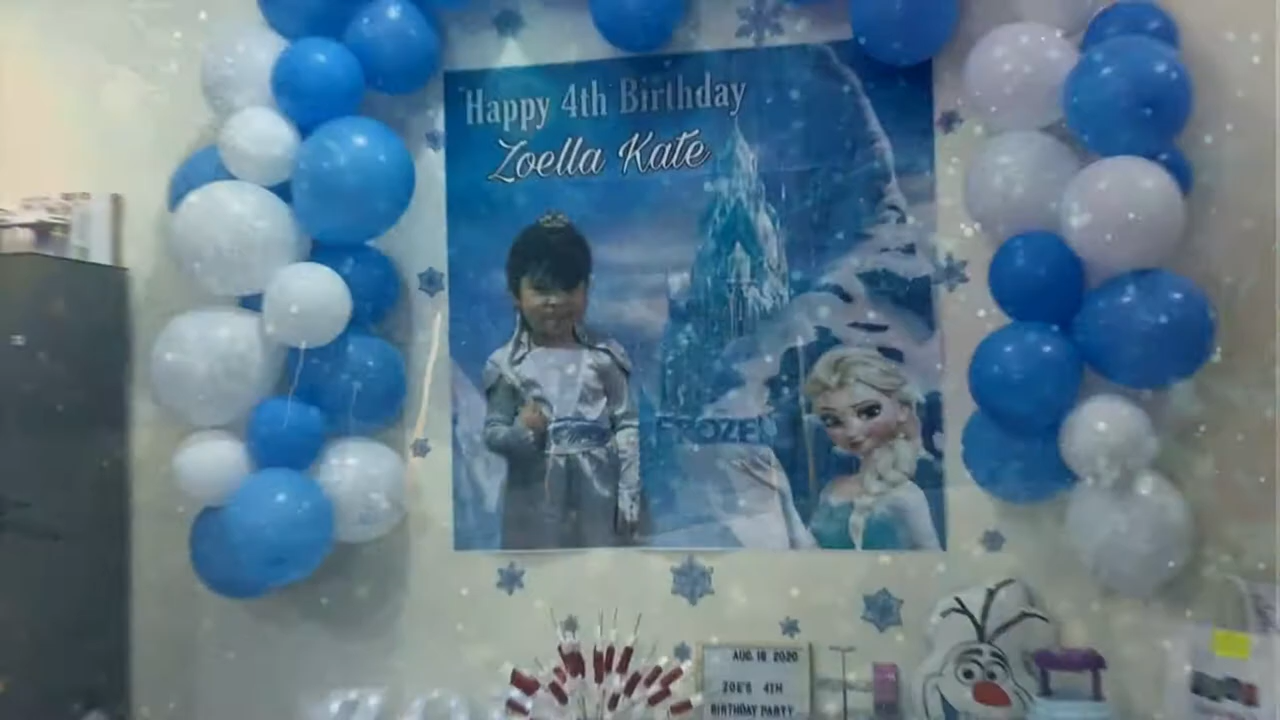 Happy 4th Birthday
Zoella Kate
FROZEN
AUG. 16 2020
ZOE'S 4TH
BIRTHDAY PARTY